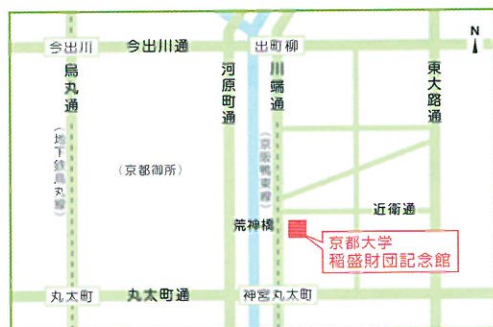 N
今出川
今出川通
出町柳
烏丸通
河原町通
川端通
東大路通
(地下鉄烏丸線)
(京都御所)
(京阪鴨東線)
近衛通
荒神橋
京都大学
稲盛財団記念館
丸太町
丸太町通
神宮丸太町